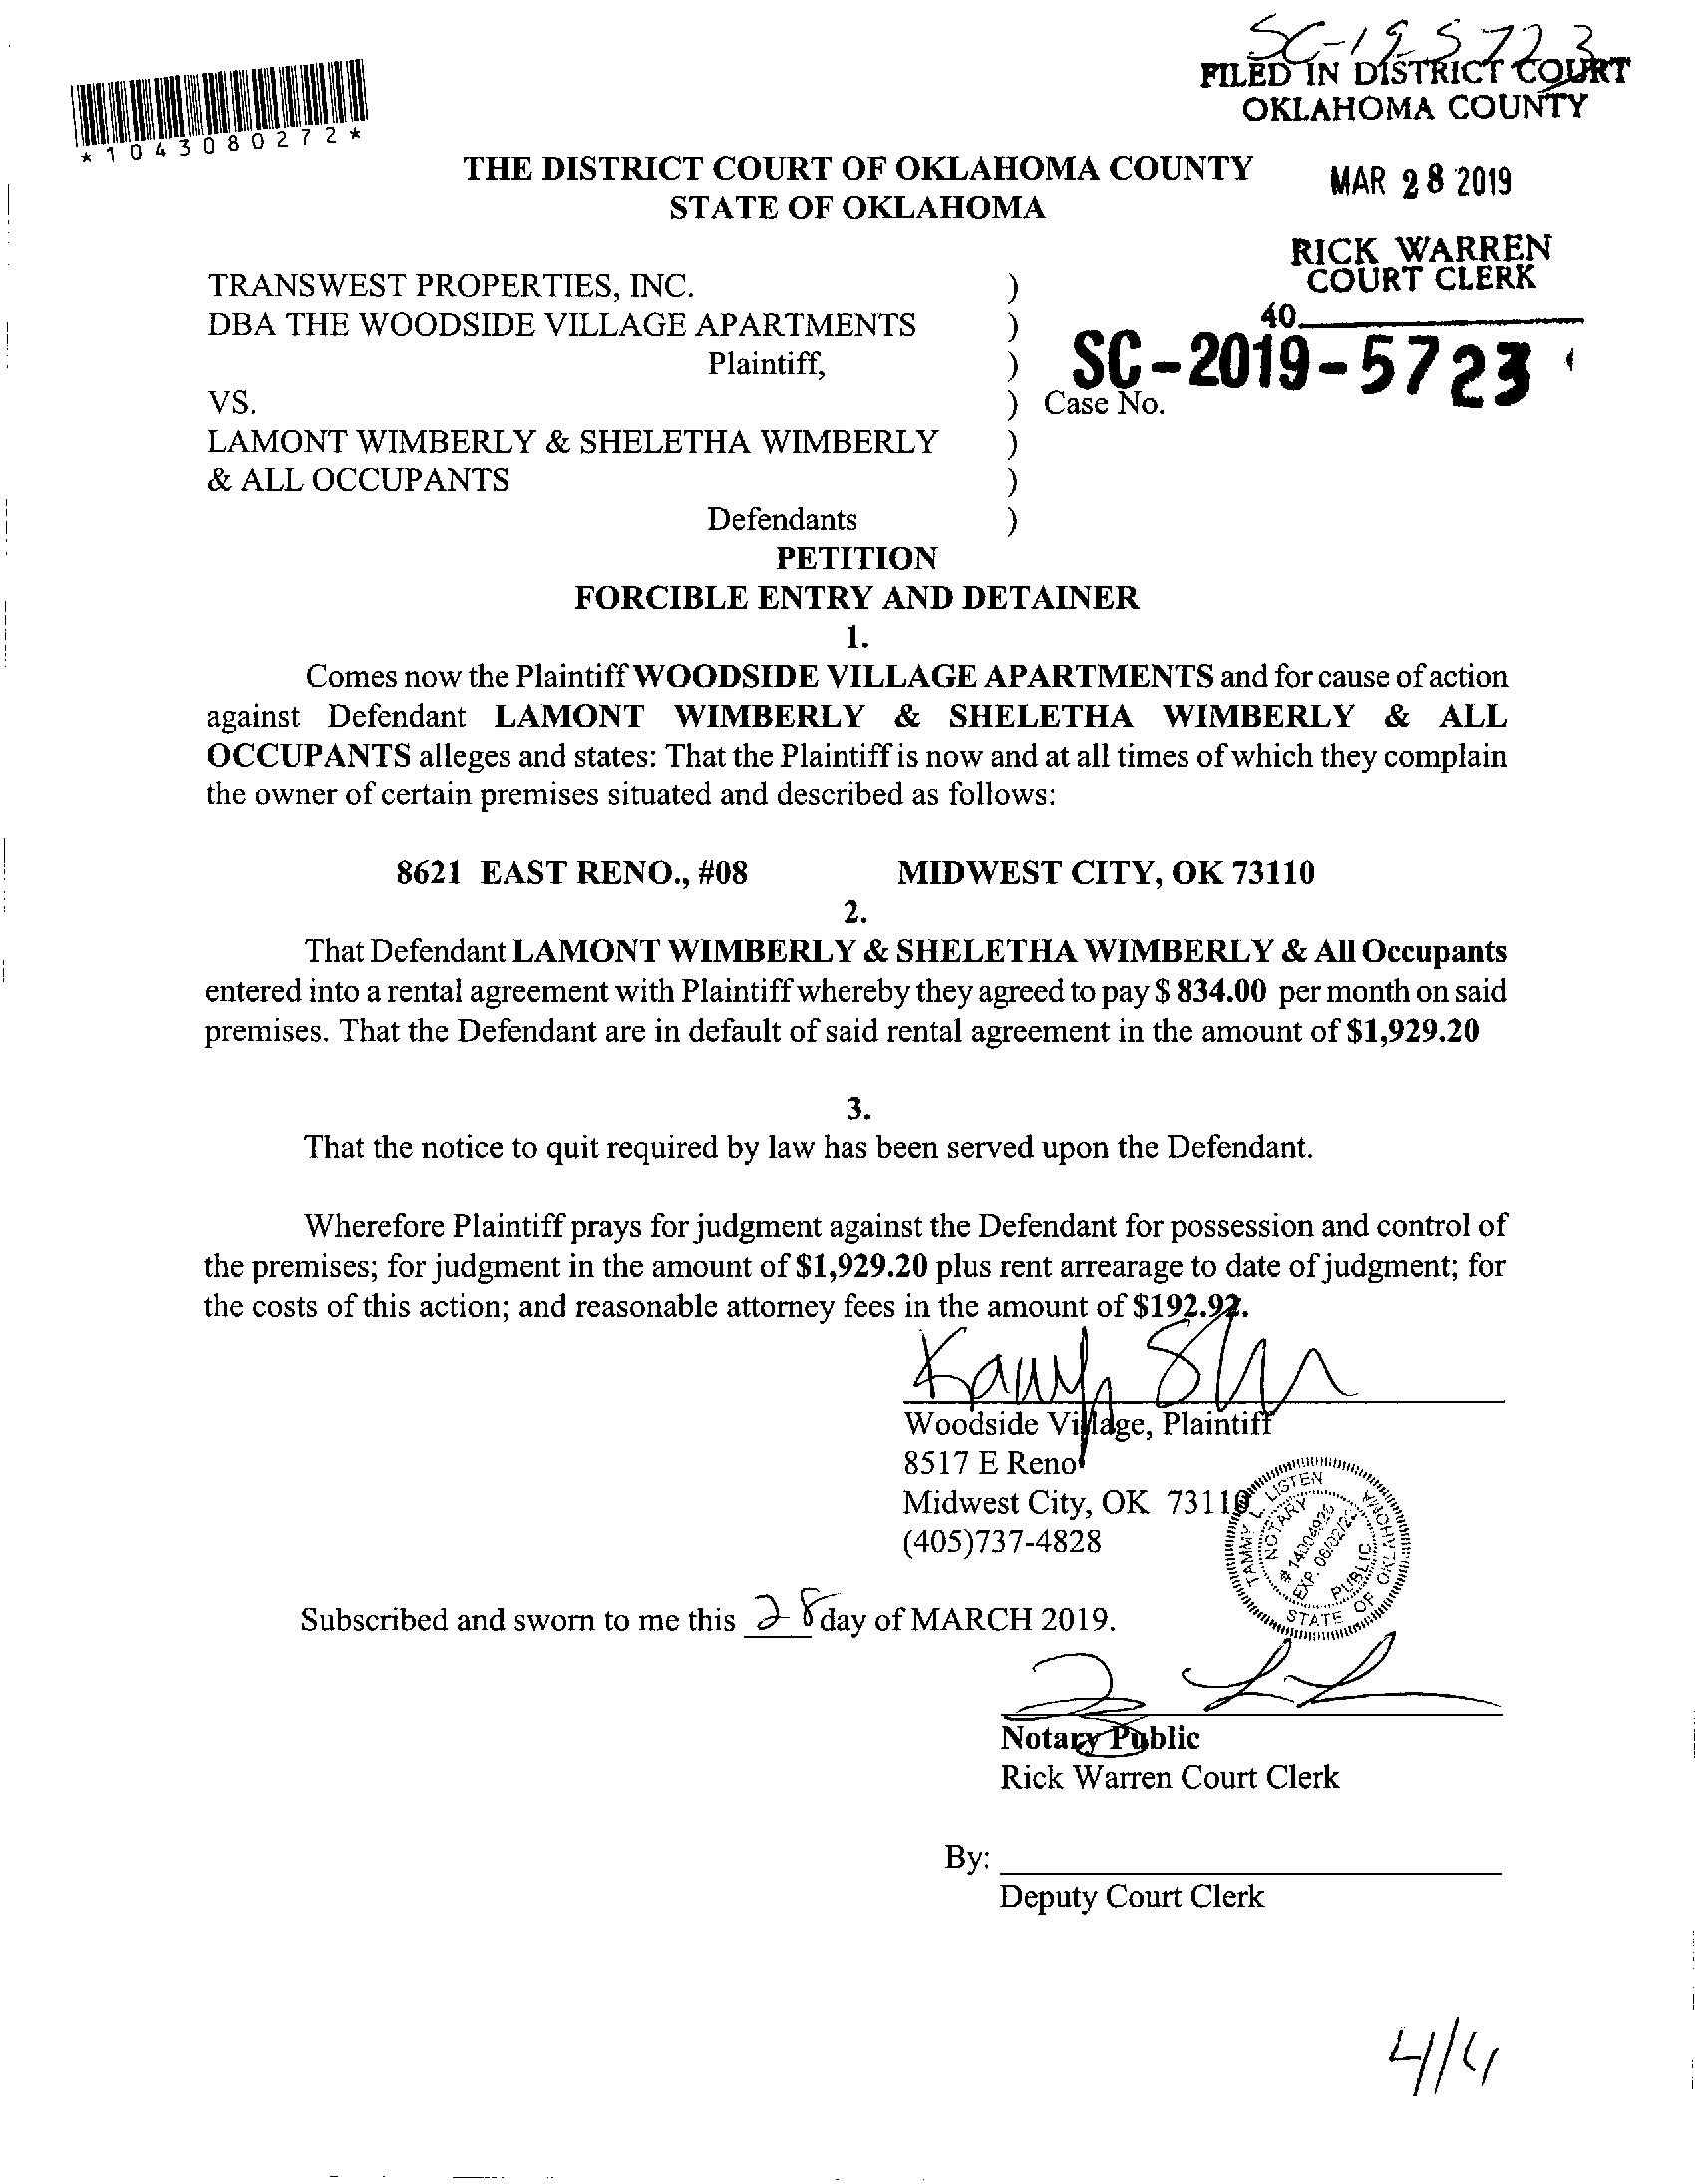 SC-19-5723
FILED IN DISTRICT COURT
OKLAHOMA COUNTY
*1043080272*
THE DISTRICT COURT OF OKLAHOMA COUNTY
STATE OF OKLAHOMA
MAR 28 2019
RICK WARREN
COURT CLERK
40
TRANSWEST PROPERTIES, INC. )
DBA THE WOODSIDE VILLAGE APARTMENTS )
Plaintiff, )
SC-2019-5723
VS. ) Case No.
LAMONT WIMBERLY & SHELETHA WIMBERLY )
& ALL OCCUPANTS )
Defendants )
PETITION
FORCIBLE ENTRY AND DETAINER
1.
Comes now the Plaintiff WOODSIDE VILLAGE APARTMENTS and for cause of action
against Defendant LAMONT WIMBERLY & SHELETHA WIMBERLY & ALL
OCCUPANTS alleges and states: That the Plaintiff is now and at all times of which they complain
the owner of certain premises situated and described as follows:
8621 EAST RENO., #08 MIDWEST CITY, OK 73110
2.
That Defendant LAMONT WIMBERLY & SHELETHA WIMBERLY & All Occupants
entered into a rental agreement with Plaintiff whereby they agreed to pay $ 834.00 per month on said
premises. That the Defendant are in default of said rental agreement in the amount of $1,929.20
3.
That the notice to quit required by law has been served upon the Defendant.
Wherefore Plaintiff prays for judgment against the Defendant for possession and control of
the premises; for judgment in the amount of $1,929.20 plus rent arrearage to date of judgment; for
the costs of this action; and reasonable attorney fees in the amount of $192.92.
Woodside Village, Plaintiff
8517 E Reno
Midwest City, OK 73110
(405)737-4828
TAMMY L. LISTEN
NOTARY
# 14004925
EXP. 06/02/22
PUBLIC
STATE OF OKLAHOMA
Subscribed and sworn to me this 28 day of MARCH 2019.
Notary Public
Rick Warren Court Clerk
By:
Deputy Court Clerk
4/4